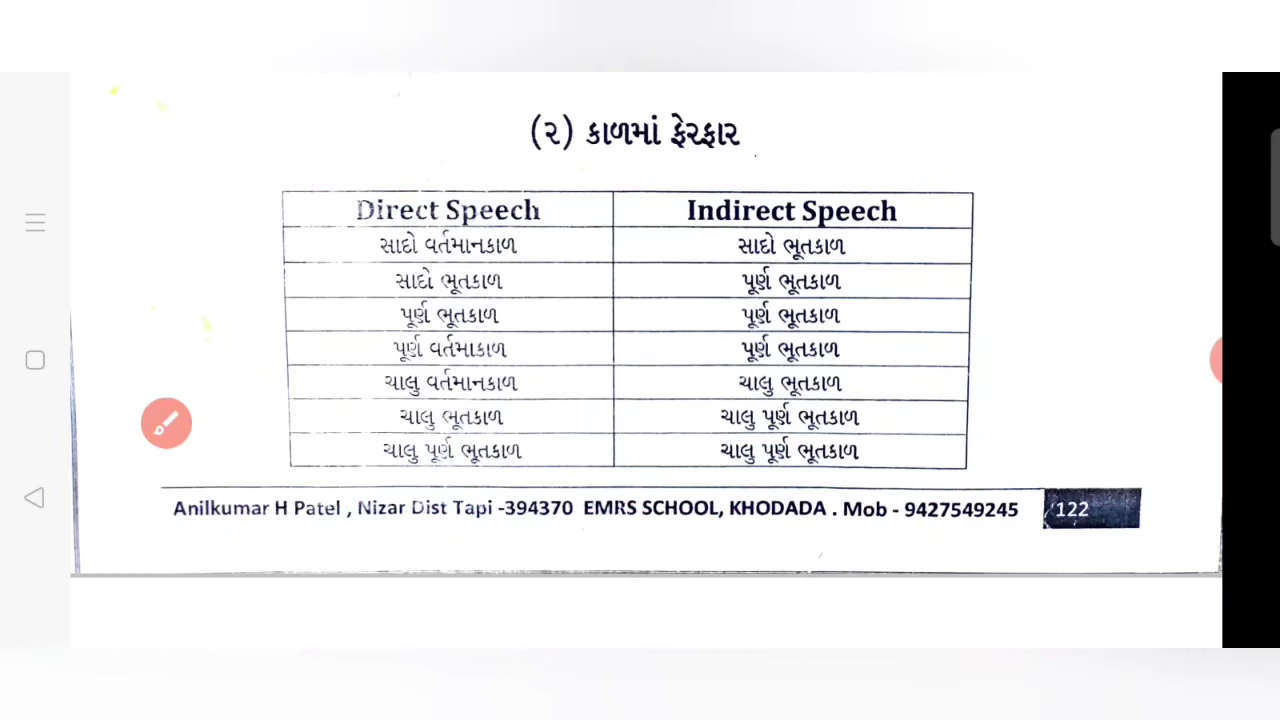 (૨) કાળમાં ફેરફાર
Direct Speech Indirect Speech
સાદો વર્તમાનકાળ સાદો ભૂતકાળ
સાદો ભૂતકાળ પૂર્ણ ભૂતકાળ
પૂર્ણ ભૂતકાળ પૂર્ણ ભૂતકાળ
પૂર્ણ વર્તમાકાળ પૂર્ણ ભૂતકાળ
ચાલુ વર્તમાનકાળ ચાલુ ભૂતકાળ
ચાલુ ભૂતકાળ ચાલુ પૂર્ણ ભૂતકાળ
ચાલુ પૂર્ણ ભૂતકાળ ચાલુ પૂર્ણ ભૂતકાળ
Anilkumar H Patel , Nizar Dist Tapi -394370 EMRS SCHOOL, KHODADA . Mob - 9427549245 122